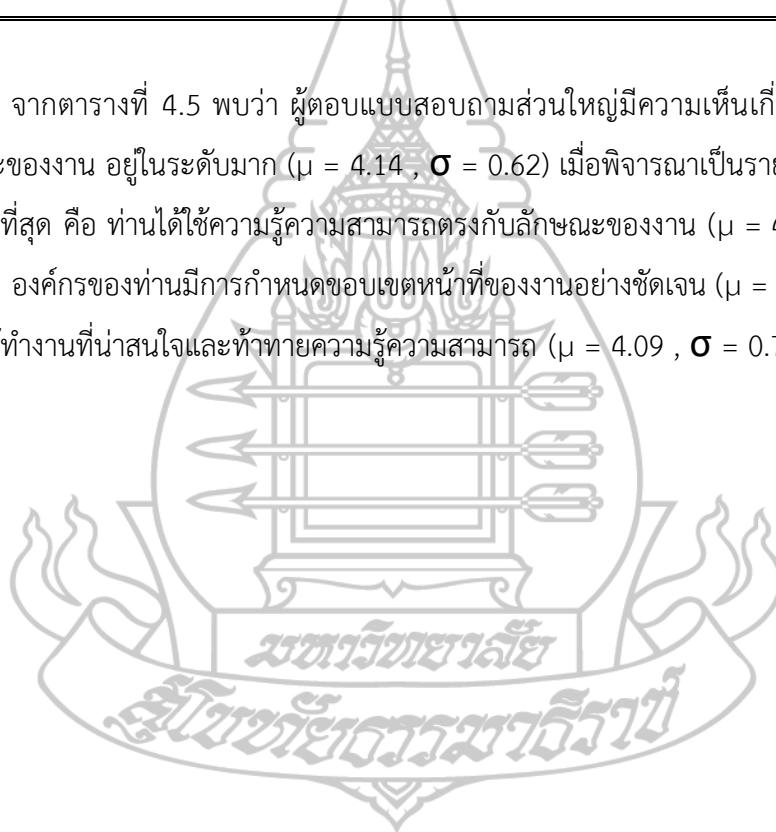 จากตารางที่ 4.5 พบว่า ผู้ตอบแบบสอบถามส่วนใหญ่มีความเห็นเกี่
ะของงาน อยู่ในระดับมาก (μ = 4.14 , σ = 0.62) เมื่อพิจารณาเป็นราย
ที่สุด คือ ท่านได้ใช้ความรู้ความสามารถตรงกับลักษณะของงาน (μ = 4
องค์กรของท่านมีการกำหนดขอบเขตหน้าที่ของงานอย่างชัดเจน (μ =
ทำงานที่น่าสนใจและท้าทายความรู้ความสามารถ (μ = 4.09 , σ = 0.7
มหาวิทยาลัย
สุโขทัยธรรมาธิราช